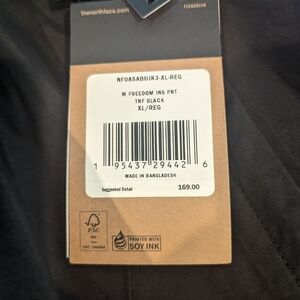 thenorthface.com
NF0A5ABUJK3-XL-REG
M FREEDOM INS PNT
TNF BLACK
XL/REG
1 95437 29442 6
MADE IN BANGLADESH
Suggested Retail 169.00
FSC
PRINTED WITH
SOY INK